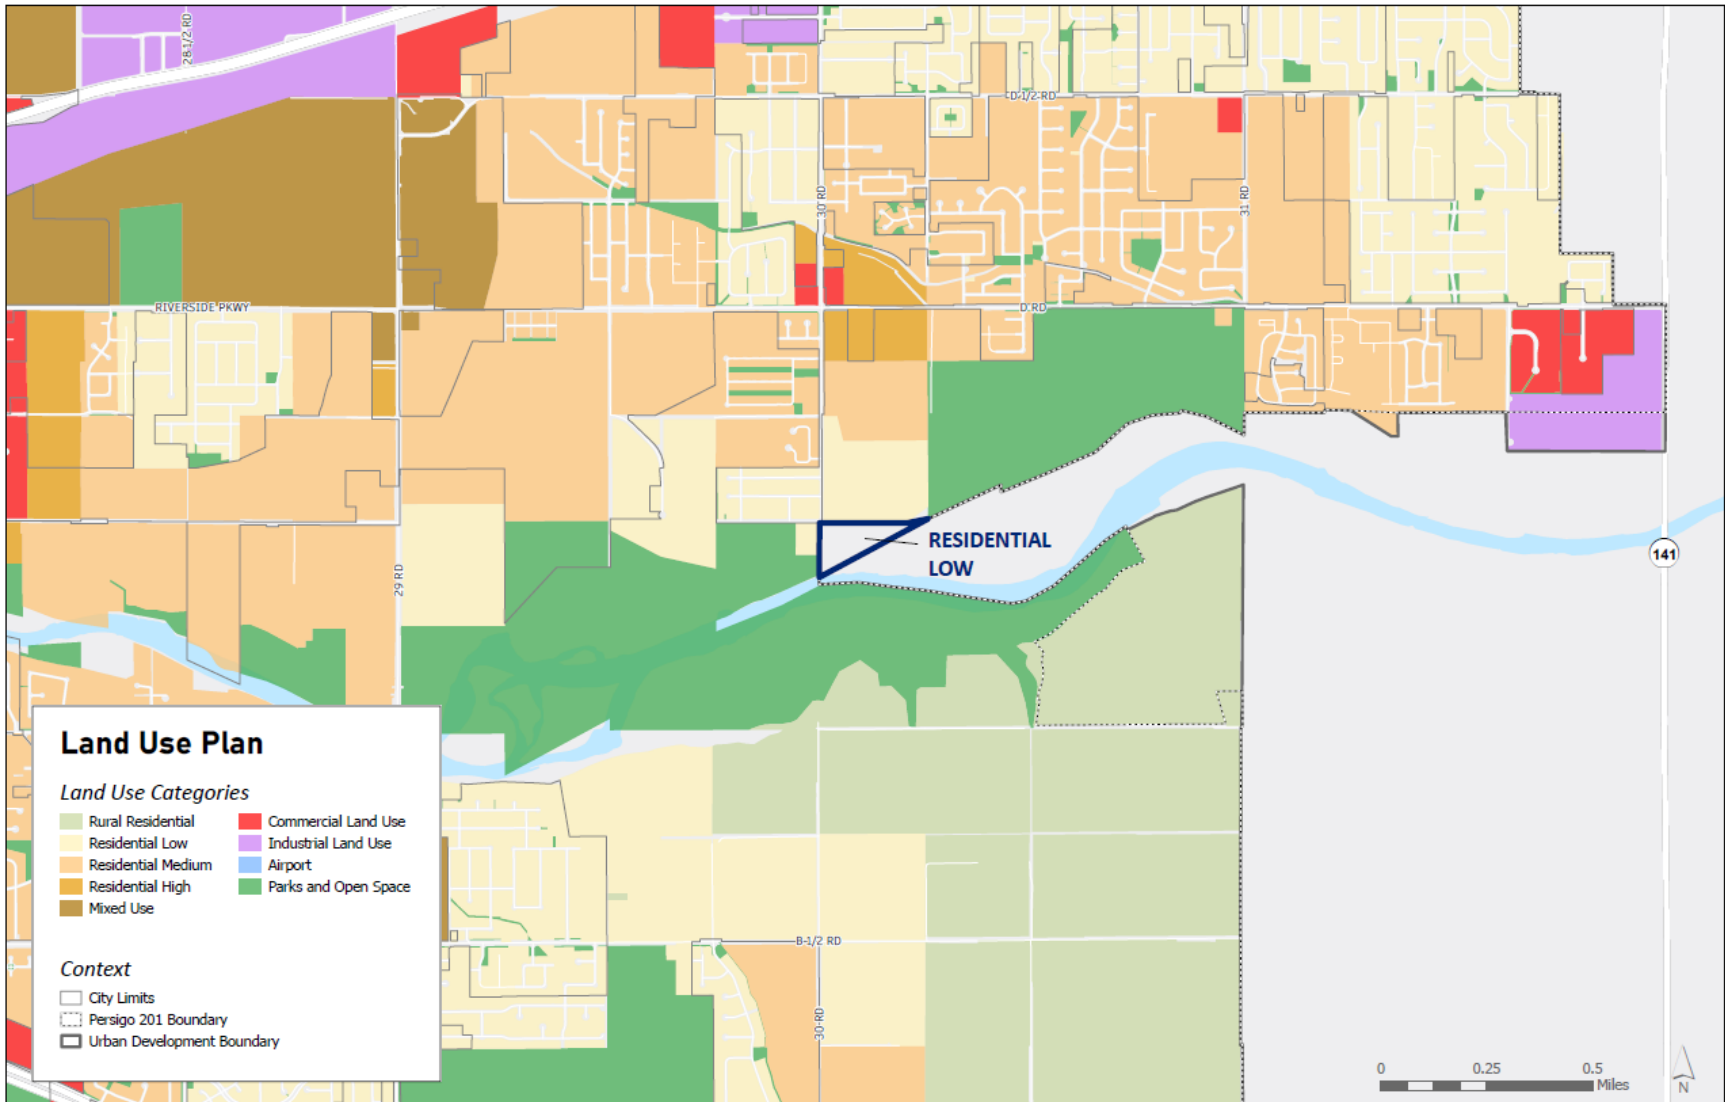 28-1/2 RD
D-1/2 RD
30 RD
31 RD
RIVERSIDE PKWY
D RD
RESIDENTIAL
LOW
141
29 RD
Land Use Plan
Land Use Categories
Rural Residential
Residential Low
Residential Medium
Residential High
Mixed Use
Commercial Land Use
Industrial Land Use
Airport
Parks and Open Space
Context
City Limits
Persigo 201 Boundary
Urban Development Boundary
B-1/2 RD
30 RD
0 0.25 0.5
Miles
N